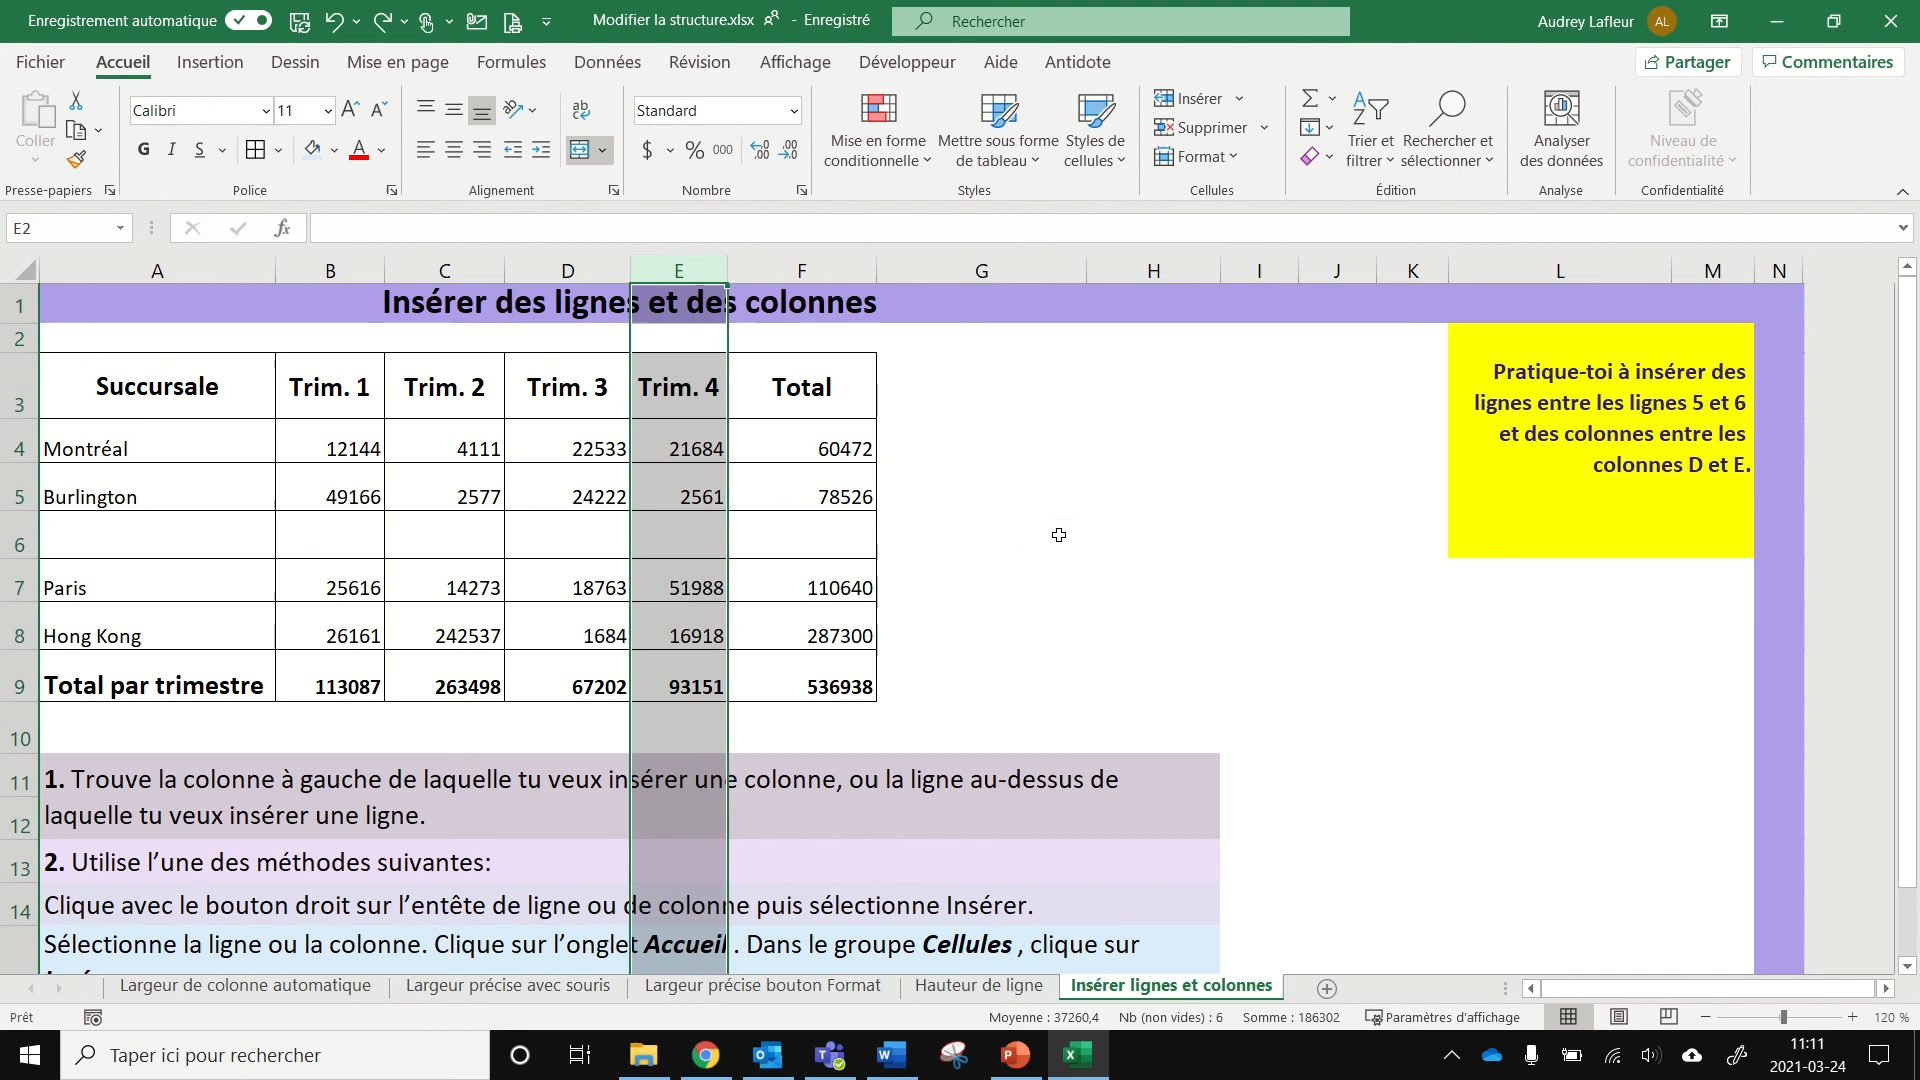 Enregistrement automatique
Modifier la structure.xlsx - Enregistré
Rechercher
Audrey Lafleur AL
Fichier Accueil Insertion Dessin Mise en page Formules Données Révision Affichage Développeur Aide Antidote
Partager Commentaires
Coller
Presse-papiers
Calibri 11
G I S
Police
ab
Alignement
Standard
$ % 000
Nombre
Mise en forme conditionnelle
Mettre sous forme de tableau
Styles de cellules
Styles
Insérer
Supprimer
Format
Cellules
Trier et filtrer
Rechercher et sélectionner
Édition
Analyser des données
Analyse
Niveau de confidentialité
Confidentialité
E2 fx
A B C D E F G H I J K L M N
1 Insérer des lignes et des colonnes
2
3 Succursale Trim. 1 Trim. 2 Trim. 3 Trim. 4 Total
4 Montréal 12144 4111 22533 21684 60472
5 Burlington 49166 2577 24222 2561 78526
6
7 Paris 25616 14273 18763 51988 110640
8 Hong Kong 26161 242537 1684 16918 287300
9 Total par trimestre 113087 263498 67202 93151 536938
10
Pratique-toi à insérer des
lignes entre les lignes 5 et 6
et des colonnes entre les
colonnes D et E.
11 1. Trouve la colonne à gauche de laquelle tu veux insérer une colonne, ou la ligne au-dessus de
12 laquelle tu veux insérer une ligne.
13 2. Utilise l'une des méthodes suivantes:
14 Clique avec le bouton droit sur l'entête de ligne ou de colonne puis sélectionne Insérer.
Sélectionne la ligne ou la colonne. Clique sur l'onglet Accueil . Dans le groupe Cellules , clique sur
Largeur de colonne automatique Largeur précise avec souris Largeur précise bouton Format Hauteur de ligne Insérer lignes et colonnes
Prêt Moyenne : 37260,4 Nb (non vides) : 6 Somme : 186302 Paramètres d'affichage 120 %
Taper ici pour rechercher
11:11
2021-03-24